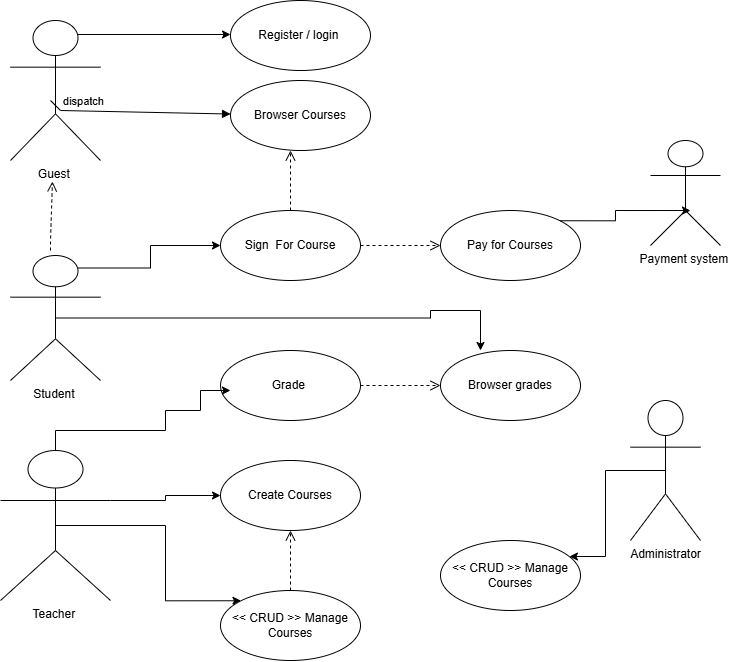 Register / login
dispatch
Browser Courses
Guest
Sign For Course
Pay for Courses
Payment system
Student
Grade
Browser grades
Create Courses
<< CRUD >> Manage
Courses
Administrator
Teacher
<< CRUD >> Manage
Courses